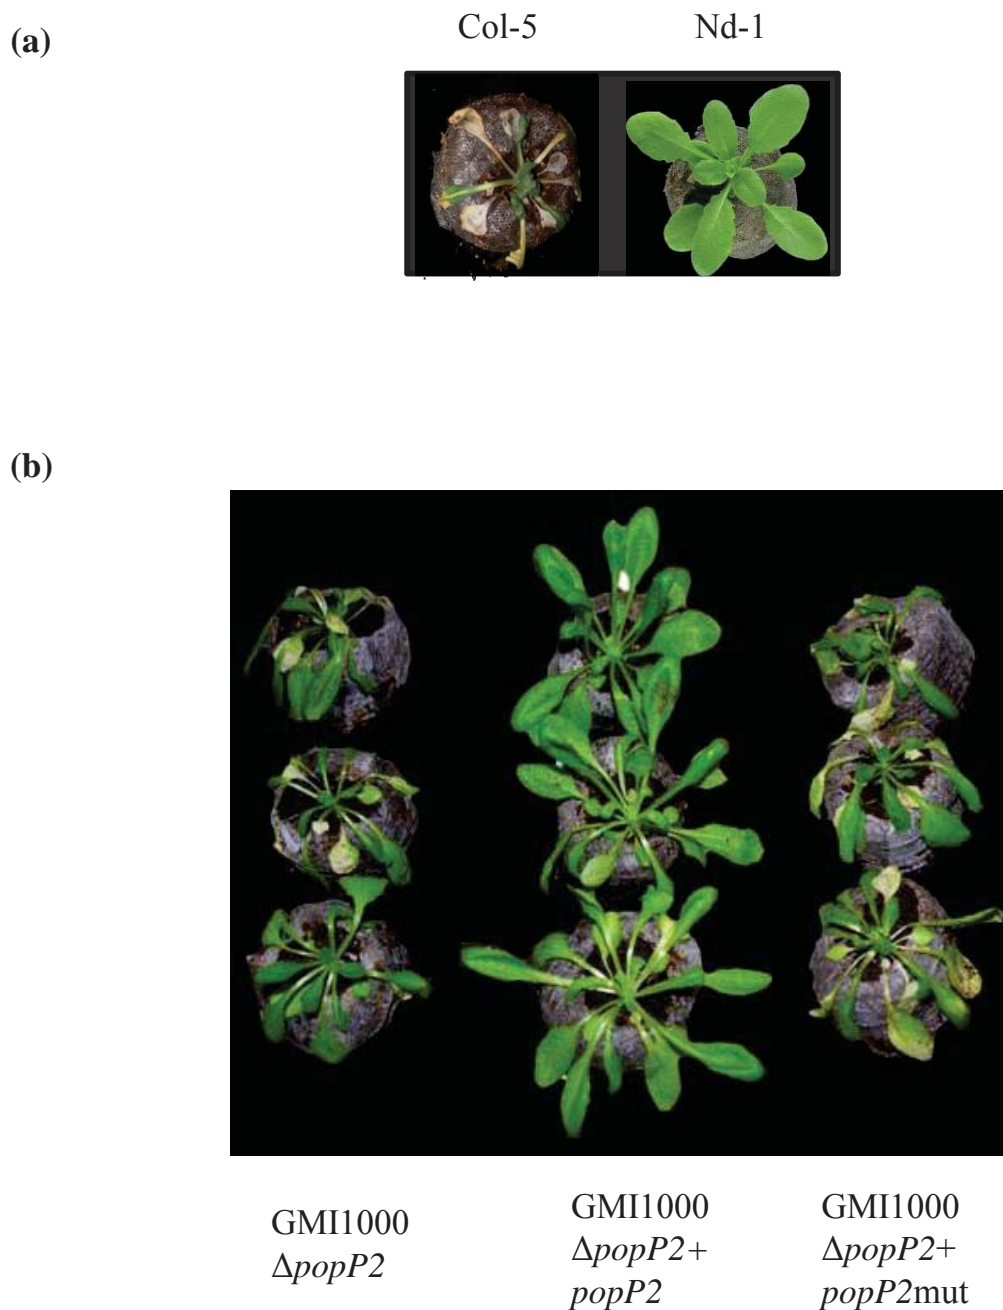 (a)
Col-5 Nd-1
(b)
GMI1000
ΔpopP2
GMI1000
ΔpopP2+
popP2
GMI1000
ΔpopP2+
popP2mut